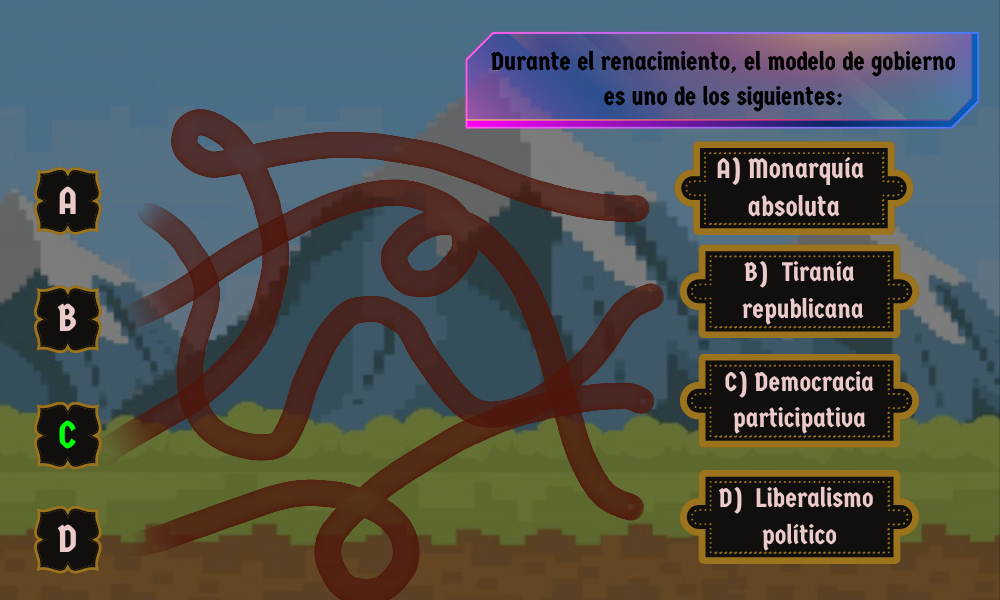 Durante el renacimiento, el modelo de gobierno
es uno de los siguientes:
A
B
C
D
A) Monarquía
absoluta
B) Tiranía
republicana
C) Democracia
participativa
D) Liberalismo
político